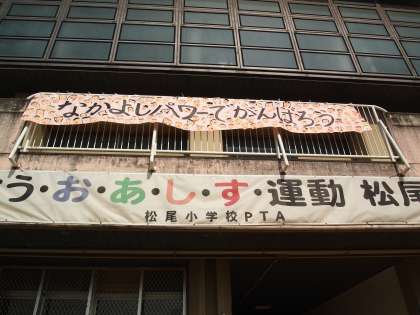 なかよしパワーでがんばろう
う・お・あ・し・す・運動 松尾
松尾小学校PTA